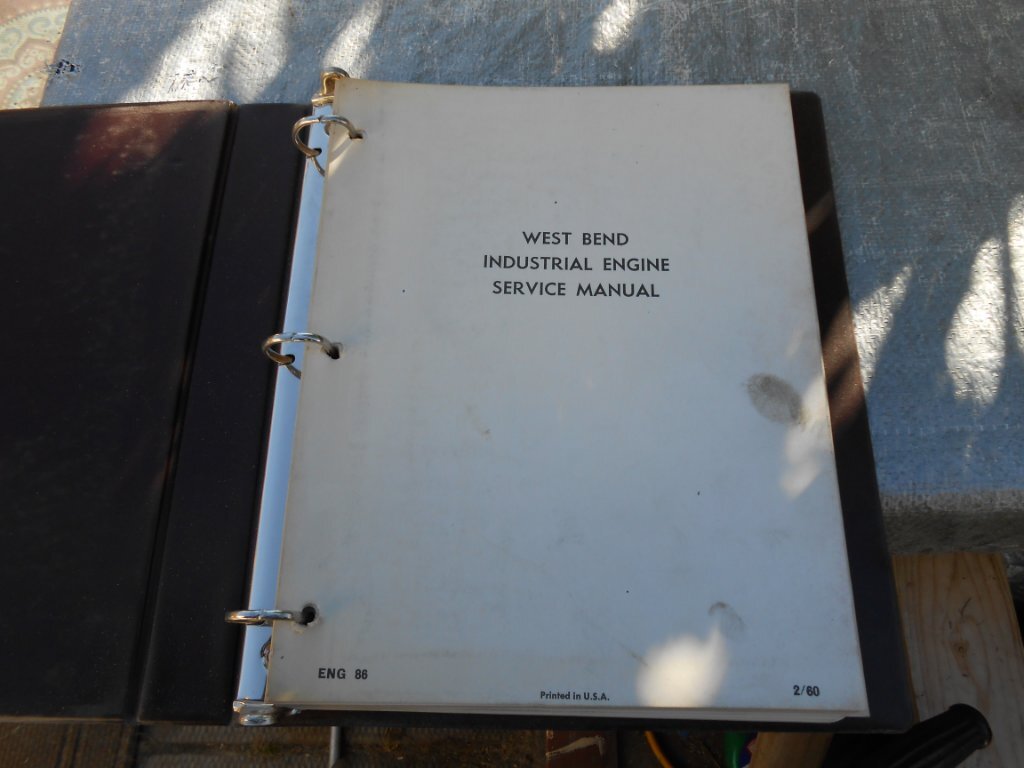 WEST BEND
INDUSTRIAL ENGINE
SERVICE MANUAL
ENG 86
Printed in U.S.A.
2/60